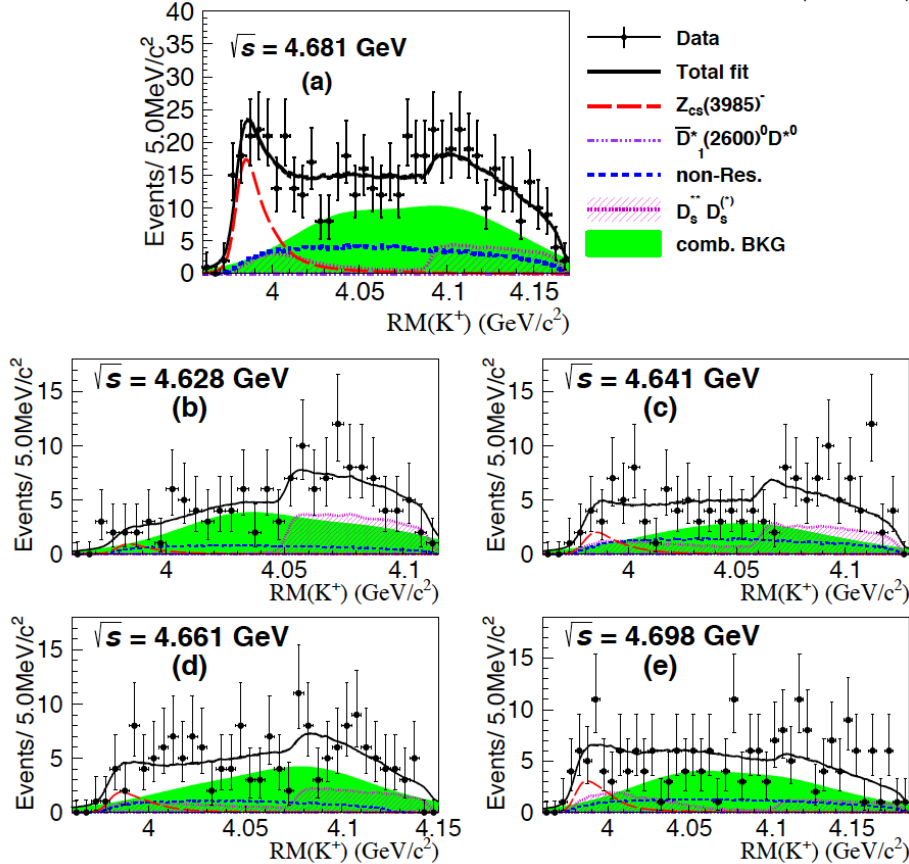 √s = 4.681 GeV
(a)
Events/ 5.0MeV/c²
40
35
30
25
20
15
10
5
0
4
4.05
4.1
4.15
RM(K⁺) (GeV/c²)
Data
Total fit
Z_cs(3985)⁻
D̄*₁(2600)⁰D*⁰
non-Res.
D_s** D_s^(*)
comb. BKG
√s = 4.628 GeV
(b)
Events/ 5.0MeV/c²
15
10
5
0
4
4.05
4.1
RM(K⁺) (GeV/c²)
√s = 4.641 GeV
(c)
Events/ 5.0MeV/c²
15
10
5
0
4
4.05
4.1
RM(K⁺) (GeV/c²)
√s = 4.661 GeV
(d)
Events/ 5.0MeV/c²
15
10
5
0
4
4.05
4.1
4.15
RM(K⁺) (GeV/c²)
√s = 4.698 GeV
(e)
Events/ 5.0MeV/c²
15
10
5
0
4
4.05
4.1
4.15
RM(K⁺) (GeV/c²)